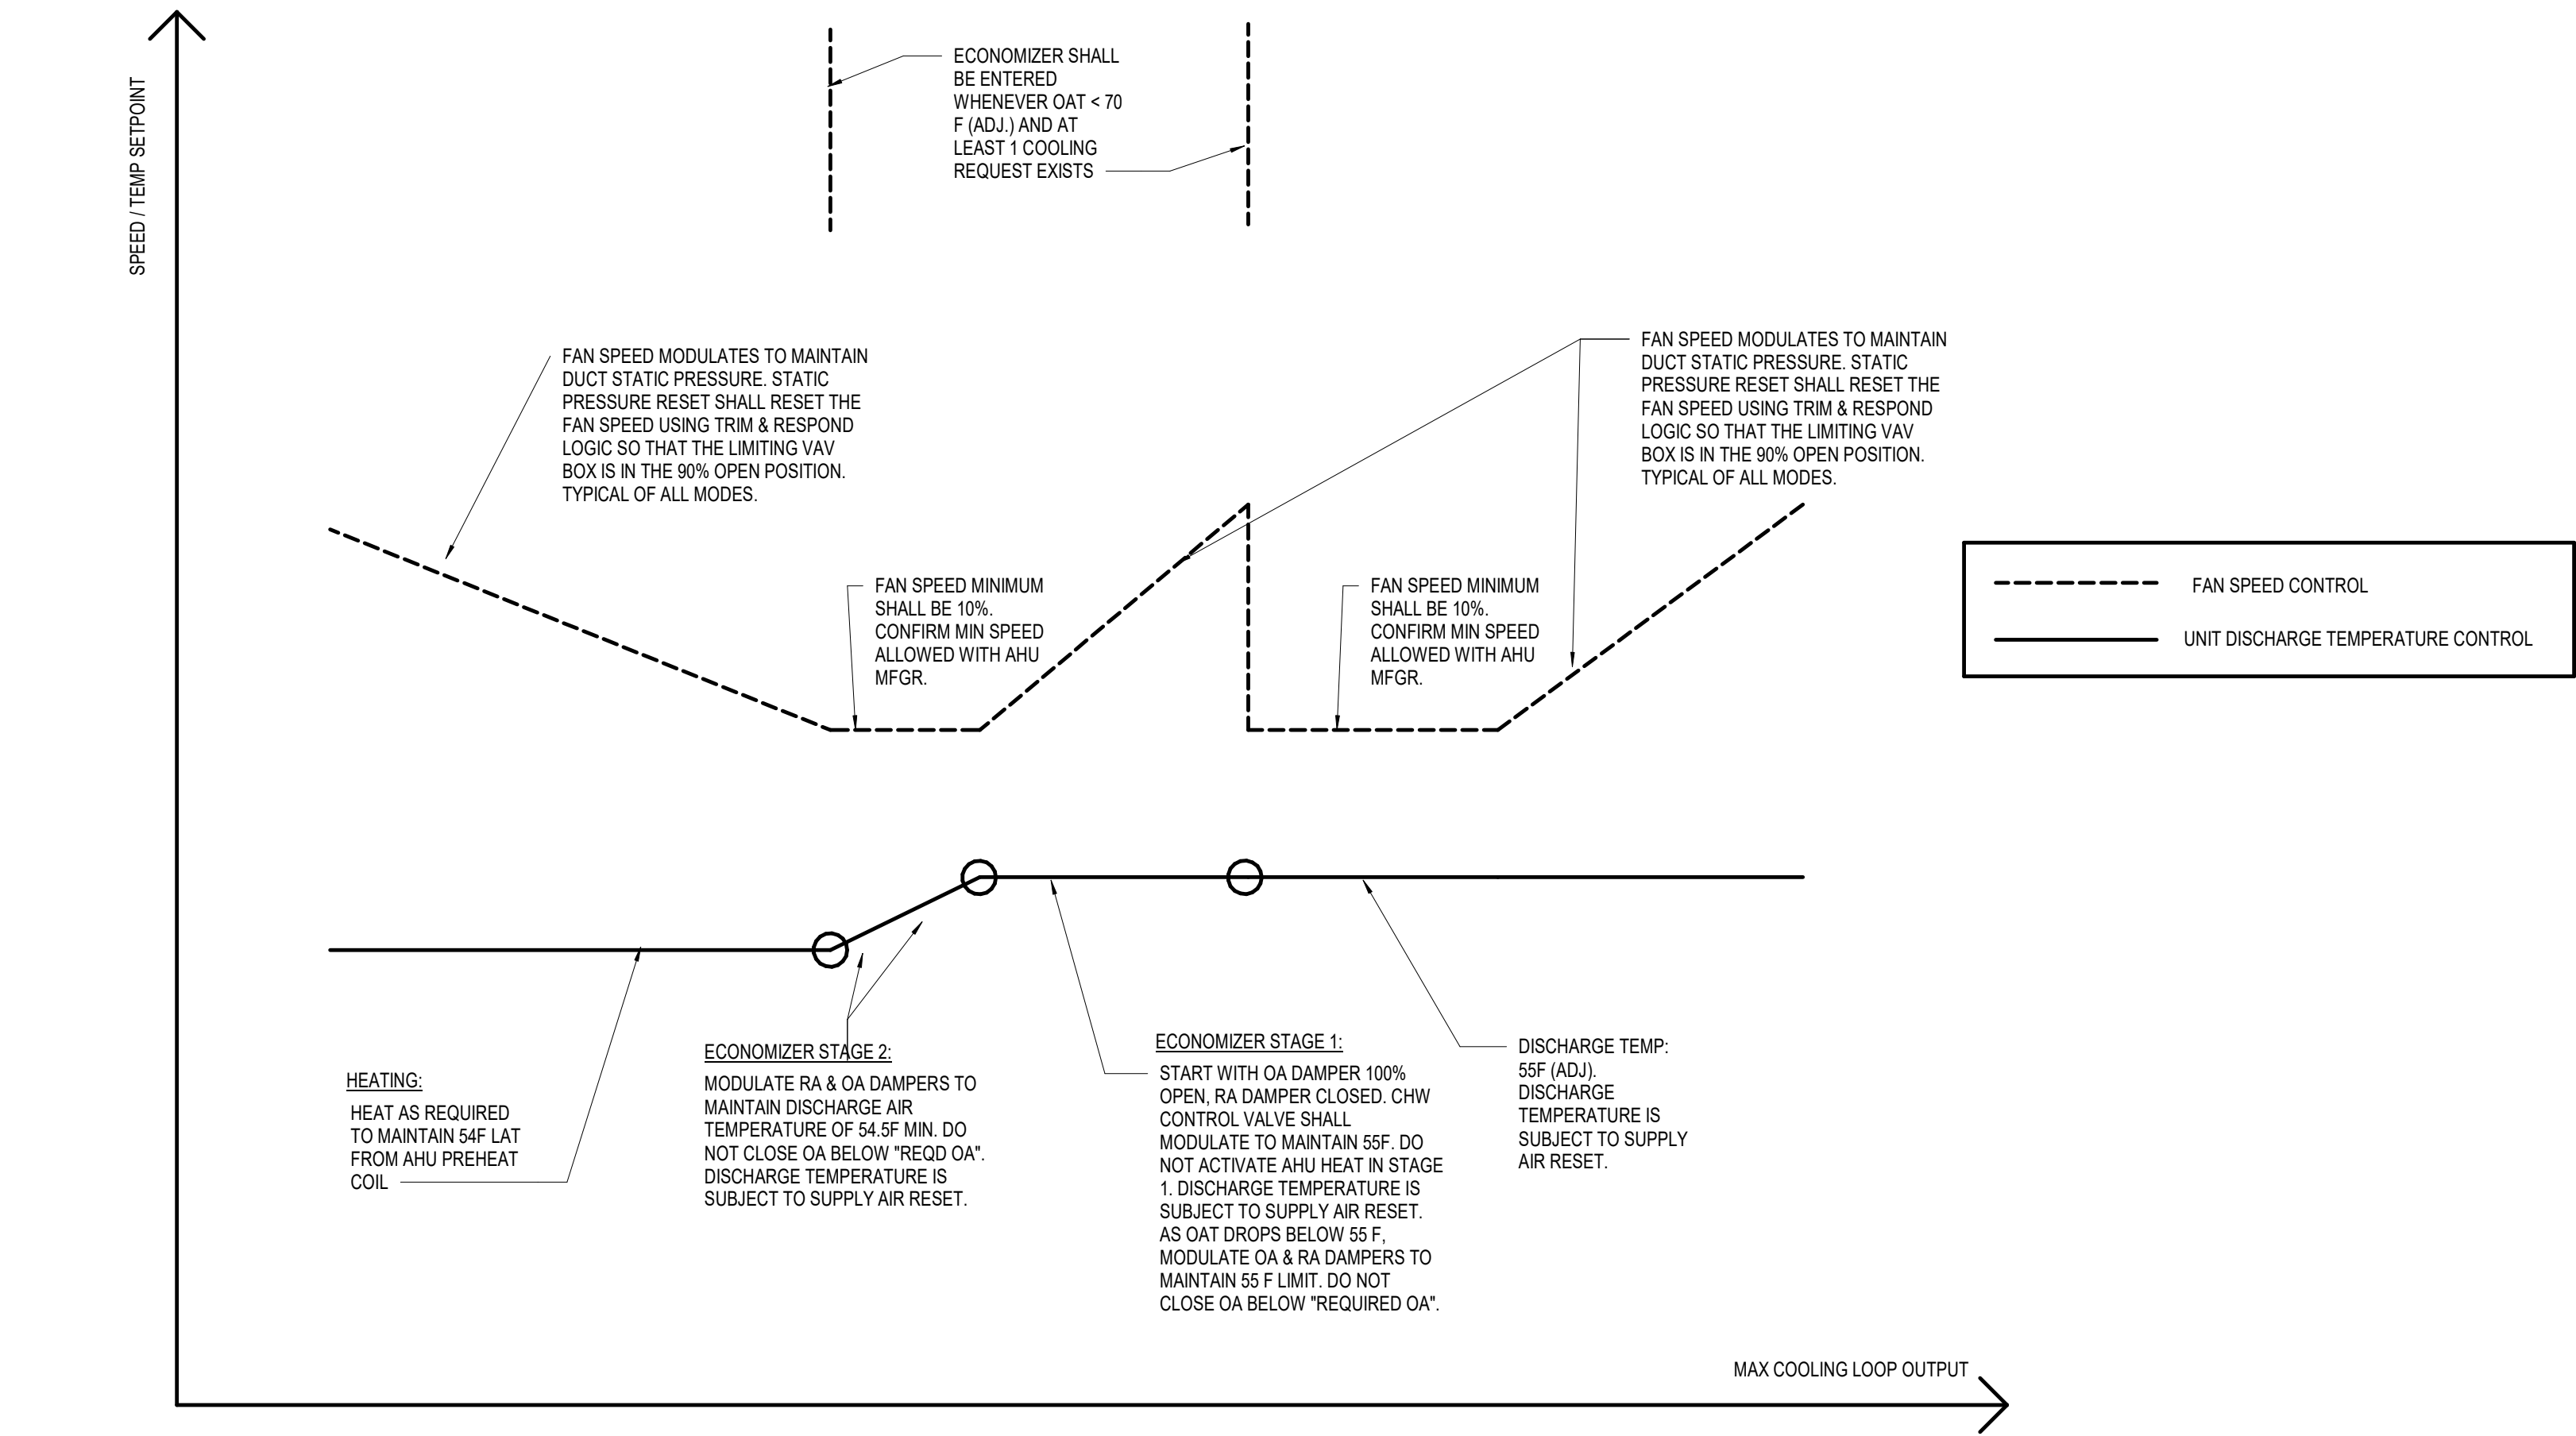 SPEED / TEMP SETPOINT
ECONOMIZER SHALL
BE ENTERED
WHENEVER OAT < 70
F (ADJ.) AND AT
LEAST 1 COOLING
REQUEST EXISTS
FAN SPEED MODULATES TO MAINTAIN
DUCT STATIC PRESSURE. STATIC
PRESSURE RESET SHALL RESET THE
FAN SPEED USING TRIM & RESPOND
LOGIC SO THAT THE LIMITING VAV
BOX IS IN THE 90% OPEN POSITION.
TYPICAL OF ALL MODES.
FAN SPEED MODULATES TO MAINTAIN
DUCT STATIC PRESSURE. STATIC
PRESSURE RESET SHALL RESET THE
FAN SPEED USING TRIM & RESPOND
LOGIC SO THAT THE LIMITING VAV
BOX IS IN THE 90% OPEN POSITION.
TYPICAL OF ALL MODES.
FAN SPEED MINIMUM
SHALL BE 10%.
CONFIRM MIN SPEED
ALLOWED WITH AHU
MFGR.
FAN SPEED MINIMUM
SHALL BE 10%.
CONFIRM MIN SPEED
ALLOWED WITH AHU
MFGR.
FAN SPEED CONTROL
UNIT DISCHARGE TEMPERATURE CONTROL
HEATING:
HEAT AS REQUIRED
TO MAINTAIN 54F LAT
FROM AHU PREHEAT
COIL
ECONOMIZER STAGE 2:
MODULATE RA & OA DAMPERS TO
MAINTAIN DISCHARGE AIR
TEMPERATURE OF 54.5F MIN. DO
NOT CLOSE OA BELOW "REQD OA".
DISCHARGE TEMPERATURE IS
SUBJECT TO SUPPLY AIR RESET.
ECONOMIZER STAGE 1:
START WITH OA DAMPER 100%
OPEN, RA DAMPER CLOSED. CHW
CONTROL VALVE SHALL
MODULATE TO MAINTAIN 55F. DO
NOT ACTIVATE AHU HEAT IN STAGE
1. DISCHARGE TEMPERATURE IS
SUBJECT TO SUPPLY AIR RESET.
AS OAT DROPS BELOW 55 F,
MODULATE OA & RA DAMPERS TO
MAINTAIN 55 F LIMIT. DO NOT
CLOSE OA BELOW "REQUIRED OA".
DISCHARGE TEMP:
55F (ADJ).
DISCHARGE
TEMPERATURE IS
SUBJECT TO SUPPLY
AIR RESET.
MAX COOLING LOOP OUTPUT